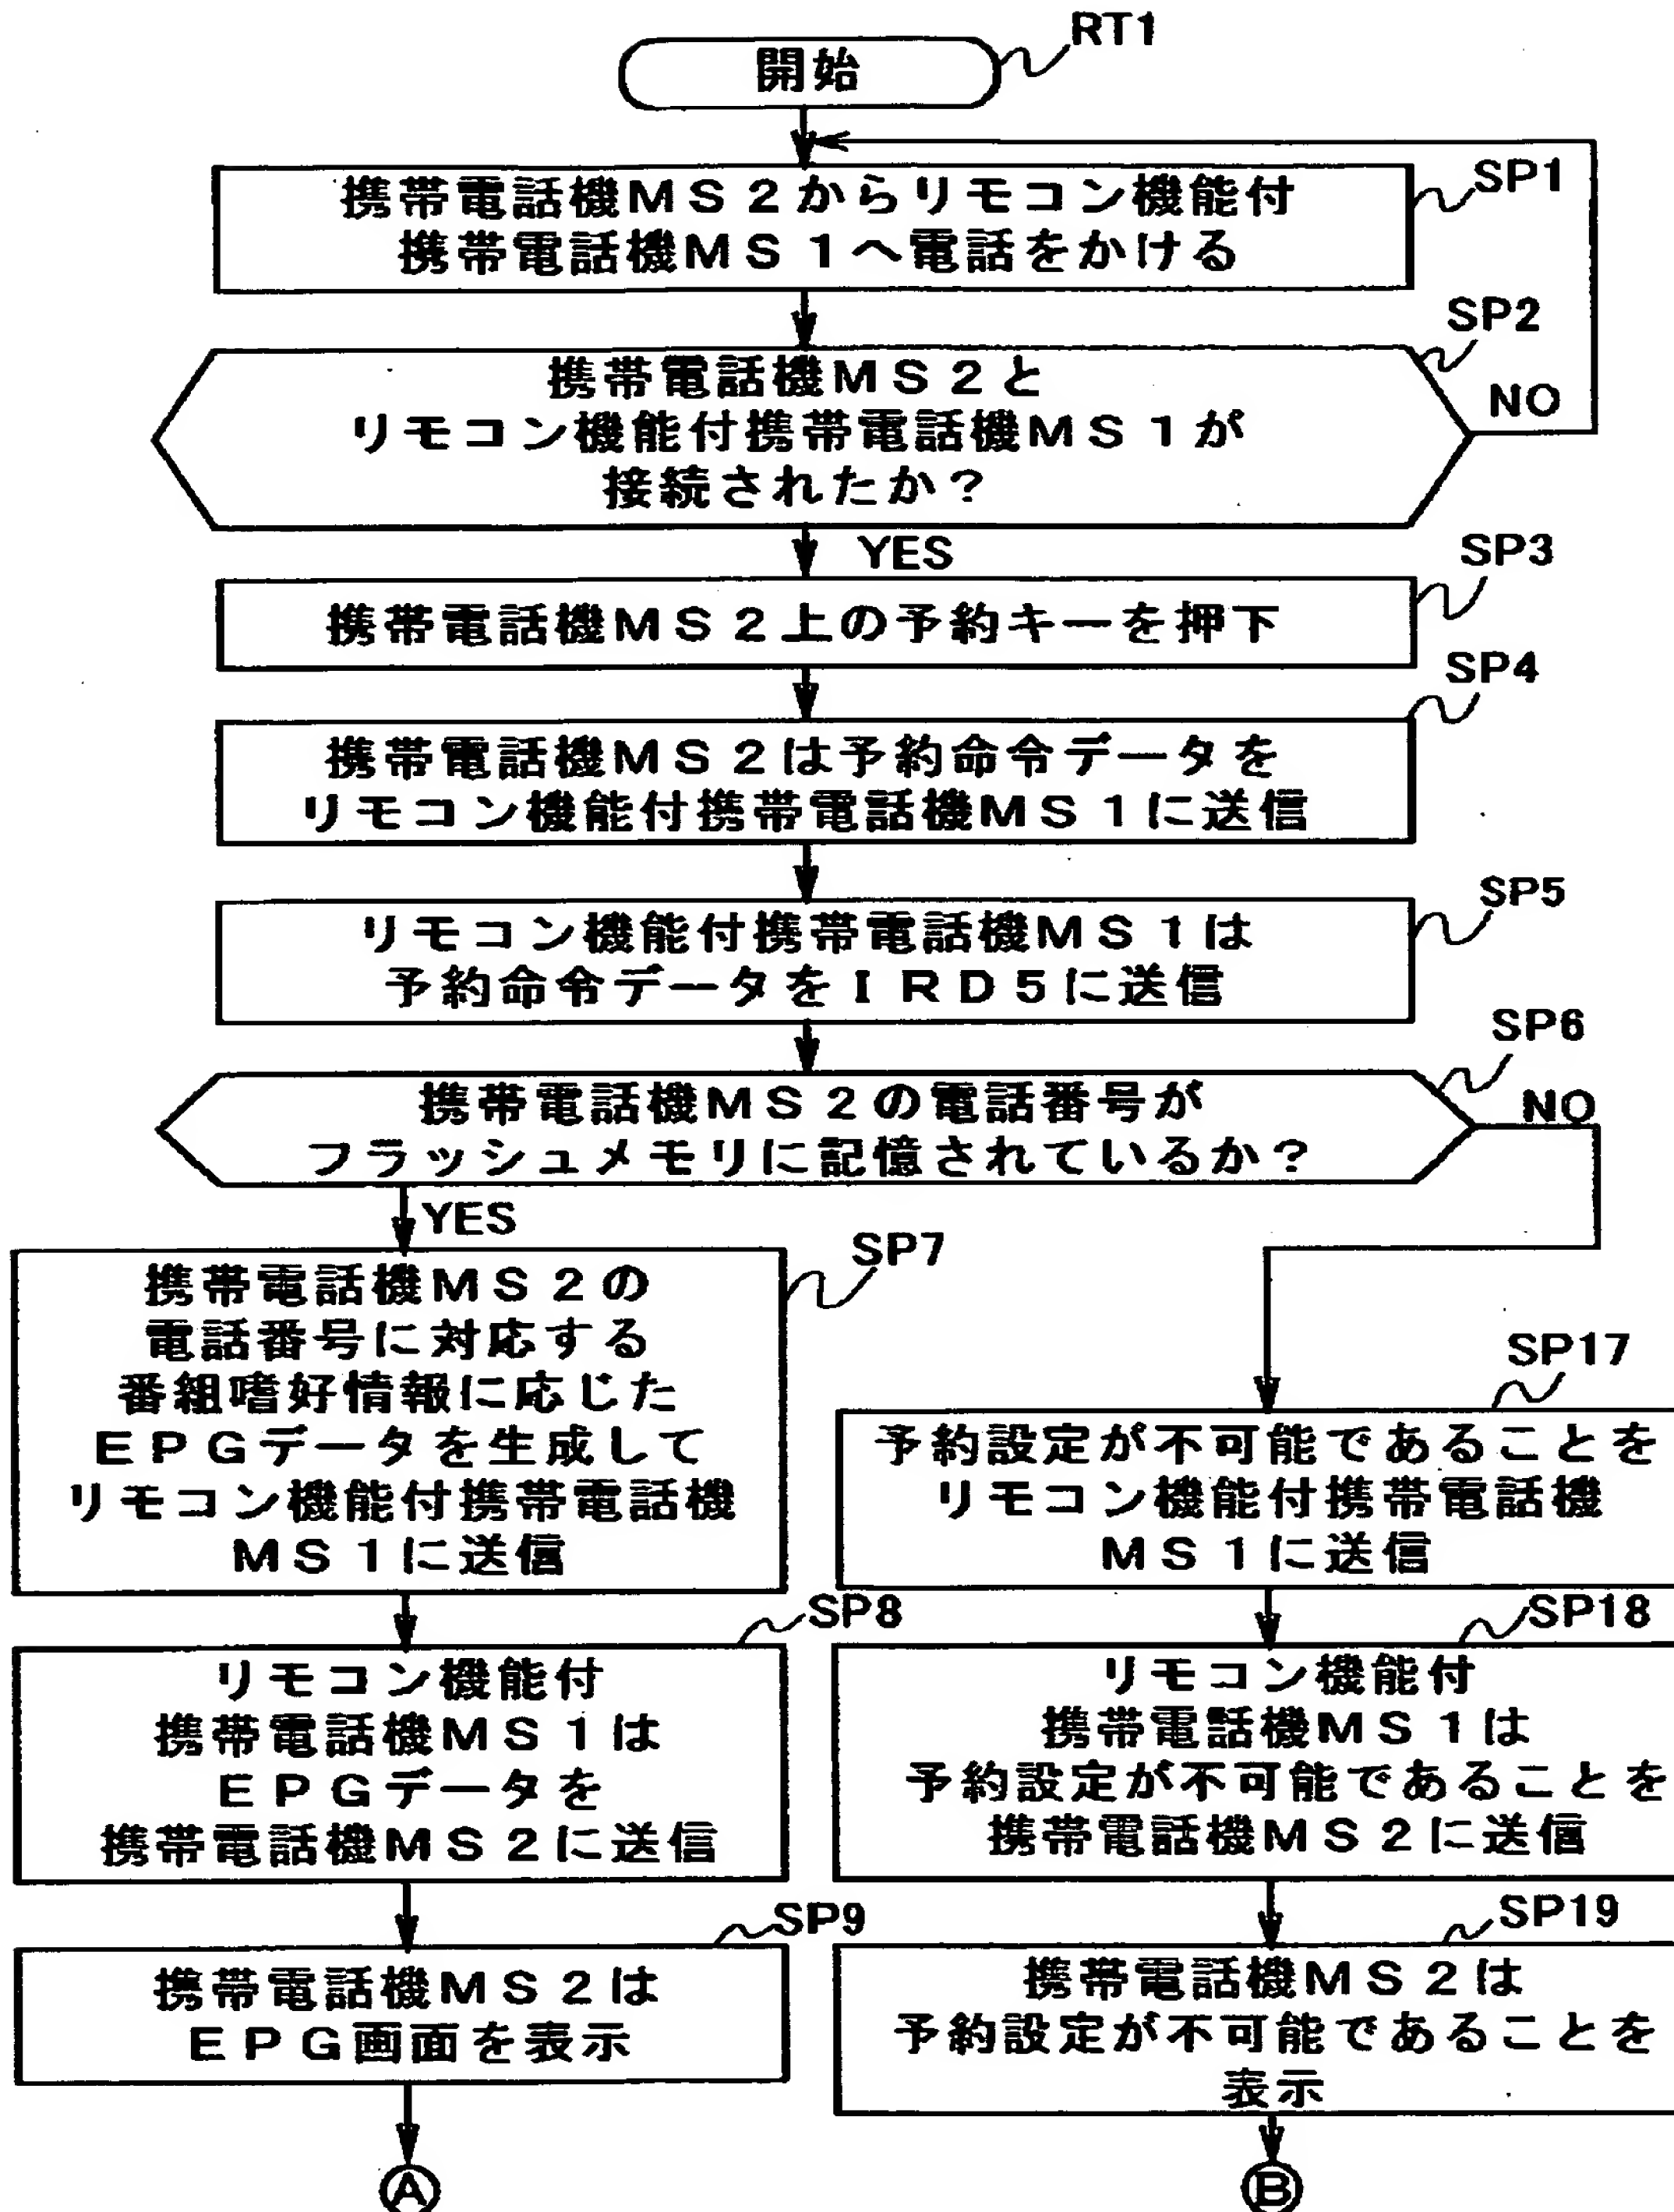 RT1
開始
SP1
携帯電話機MS2からリモコン機能付
携帯電話機MS1へ電話をかける
SP2
携帯電話機MS2と
リモコン機能付携帯電話機MS1が
接続されたか?
NO
YES
SP3
携帯電話機MS2上の予約キーを押下
SP4
携帯電話機MS2は予約命令データを
リモコン機能付携帯電話機MS1に送信
SP5
リモコン機能付携帯電話機MS1は
予約命令データをIRD5に送信
SP6
携帯電話機MS2の電話番号が
フラッシュメモリに記憶されているか?
NO
YES
SP7
携帯電話機MS2の
電話番号に対応する
番組嗜好情報に応じた
EPGデータを生成して
リモコン機能付携帯電話機
MS1に送信
SP17
予約設定が不可能であることを
リモコン機能付携帯電話機
MS1に送信
SP8
リモコン機能付
携帯電話機MS1は
EPGデータを
携帯電話機MS2に送信
SP18
リモコン機能付
携帯電話機MS1は
予約設定が不可能であることを
携帯電話機MS2に送信
SP9
携帯電話機MS2は
EPG画面を表示
SP19
携帯電話機MS2は
予約設定が不可能であることを
表示
A
B